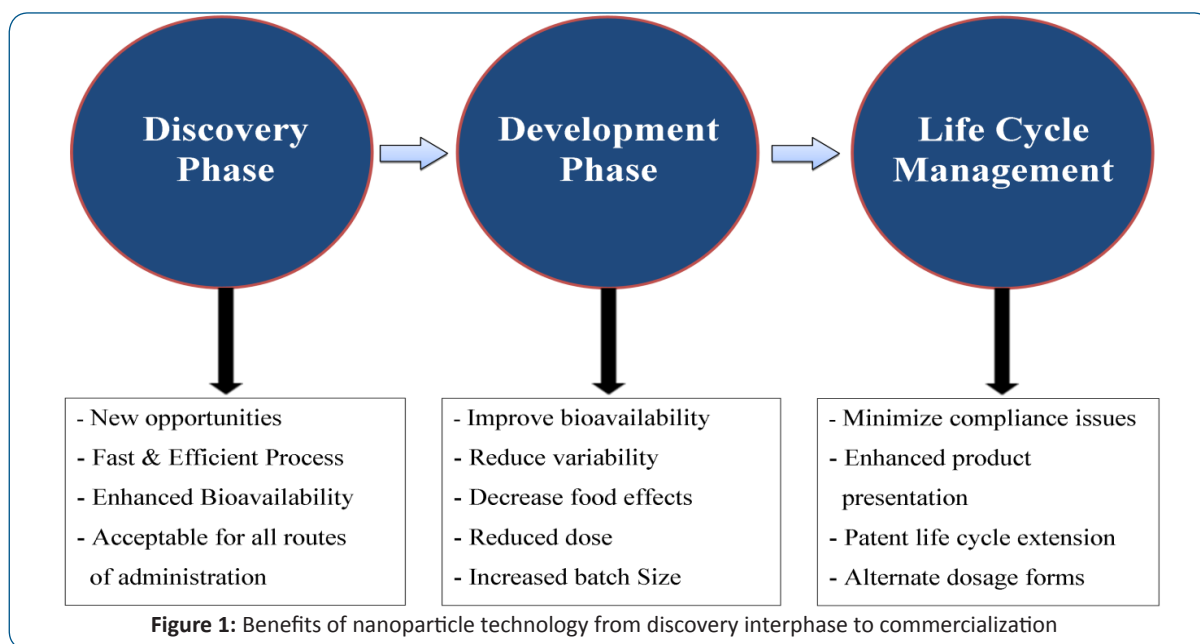 Discovery
Phase
Development
Phase
Life Cycle
Management
- New opportunities
- Fast & Efficient Process
- Enhanced Bioavailability
- Acceptable for all routes
of administration
- Improve bioavailability
- Reduce variability
- Decrease food effects
- Reduced dose
- Increased batch Size
- Minimize compliance issues
- Enhanced product
presentation
- Patent life cycle extension
- Alternate dosage forms
Figure 1: Benefits of nanoparticle technology from discovery interphase to commercialization